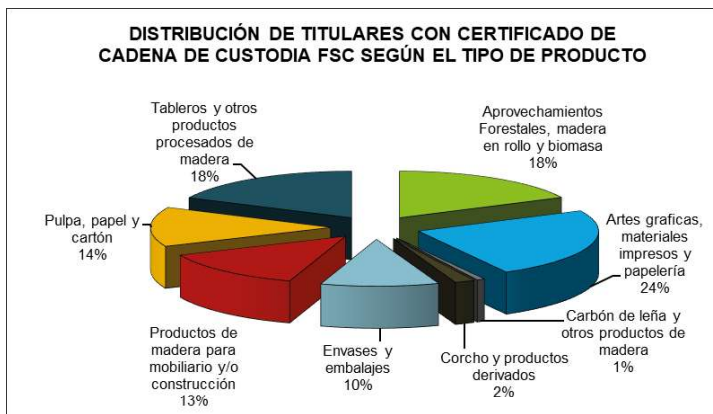 DISTRIBUCIÓN DE TITULARES CON CERTIFICADO DE
CADENA DE CUSTODIA FSC SEGÚN EL TIPO DE PRODUCTO
Tableros y otros
productos
procesados de
madera
18%
Aprovechamientos
Forestales, madera
en rollo y biomasa
18%
Pulpa, papel y
cartón
14%
Artes graficas,
materiales
impresos y
papelería
24%
Productos de
madera para
mobiliario y/o
construcción
13%
Envases y
embalajes
10%
Corcho y productos
derivados
2%
Carbón de leña y
otros productos de
madera
1%